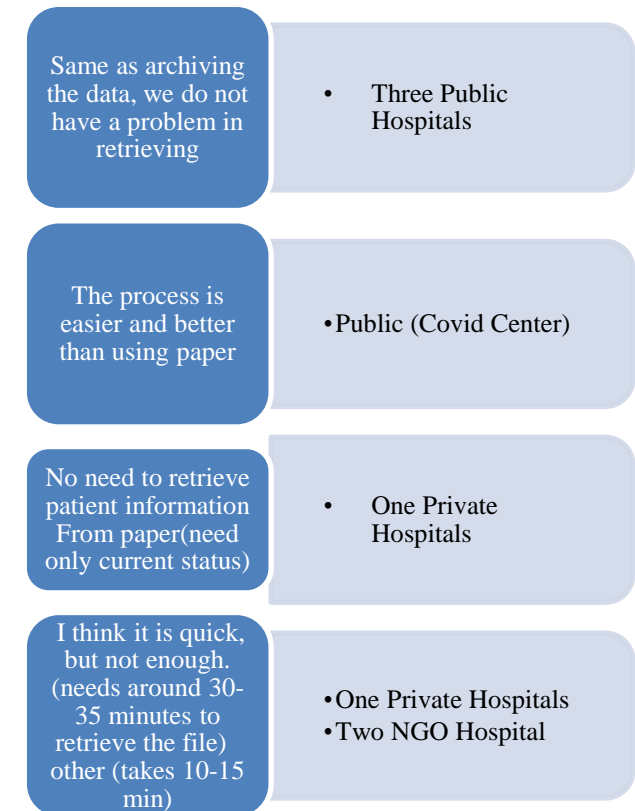 Same as archiving
the data, we do not
have a problem in
retrieving
• Three Public
Hospitals
The process is
easier and better
than using paper
•Public (Covid Center)
No need to retrieve
patient information
From paper(need
only current status)
• One Private
Hospitals
I think it is quick,
but not enough.
(needs around 30-
35 minutes to
retrieve the file)
other (takes 10-15
min)
•One Private Hospitals
•Two NGO Hospital